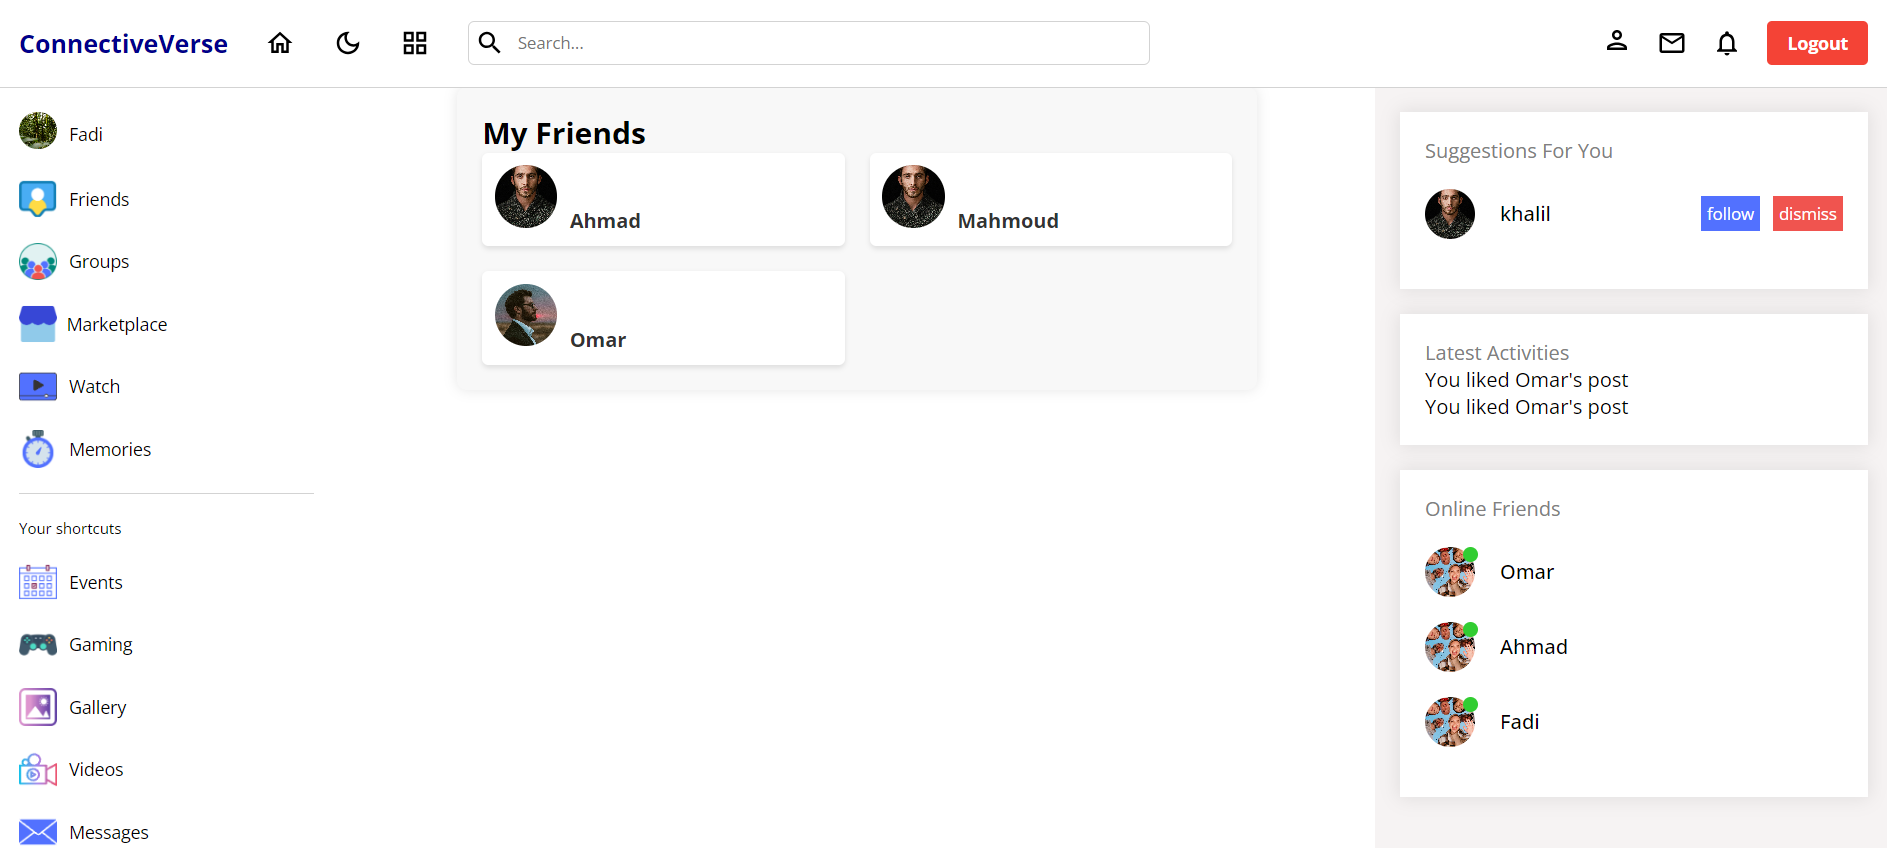 ConnectiveVerse
Search...
Logout
Fadi
Friends
Groups
Marketplace
Watch
Memories
Your shortcuts
Events
Gaming
Gallery
Videos
Messages
My Friends
Ahmad
Mahmoud
Omar
Suggestions For You
khalil
follow
dismiss
Latest Activities
You liked Omar's post
You liked Omar's post
Online Friends
Omar
Ahmad
Fadi